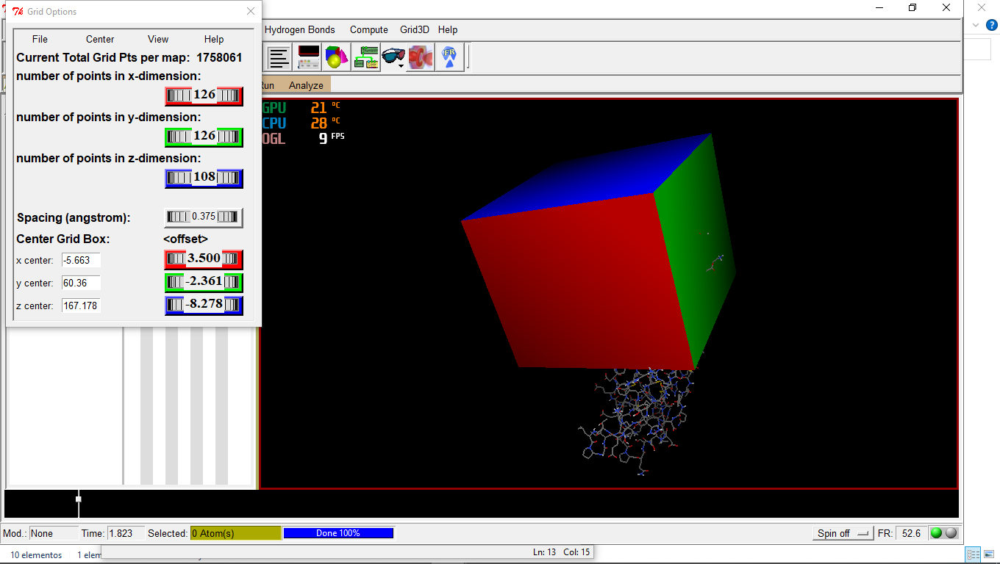 Grid Options
File Center View Help
Current Total Grid Pts per map: 1758061
number of points in x-dimension:
126
number of points in y-dimension:
126
number of points in z-dimension:
108
Spacing (angstrom): 0.375
Center Grid Box: <offset>
x center: -5.663 3.500
y center: 60.36 -2.361
z center: 167.178 -8.278
Hydrogen Bonds Compute Grid3D Help
Analyze
GPU 21 °C
CPU 28 °C
OGL 9 FPS
Mod.: None Time: 1.823 Selected: 0 Atom(s) Done 100% Spin off FR: 52.6
10 elementos
Ln: 13 Col: 15